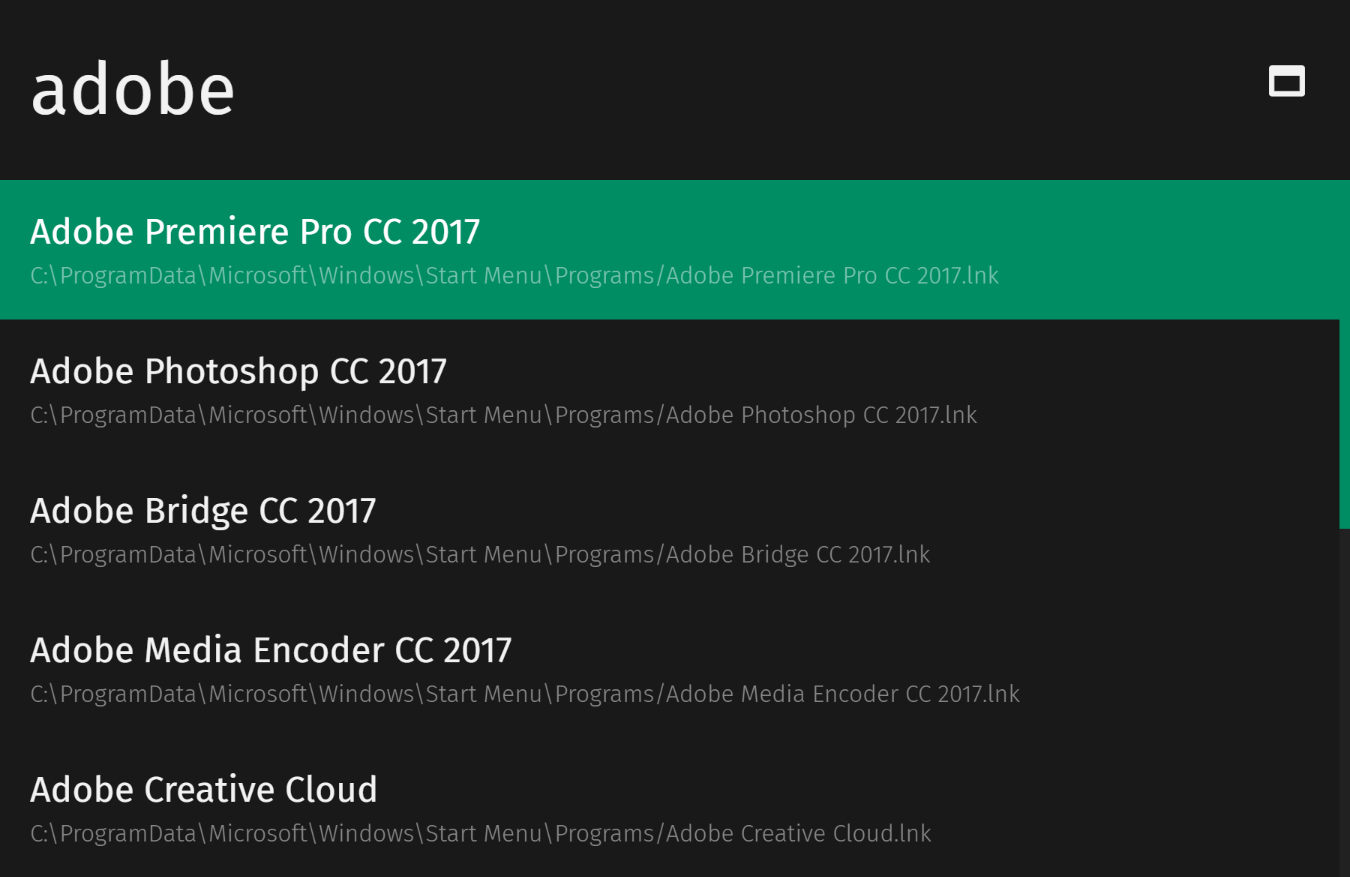 adobe
Adobe Premiere Pro CC 2017
C:\ProgramData\Microsoft\Windows\Start Menu\Programs/Adobe Premiere Pro CC 2017.lnk
Adobe Photoshop CC 2017
C:\ProgramData\Microsoft\Windows\Start Menu\Programs/Adobe Photoshop CC 2017.lnk
Adobe Bridge CC 2017
C:\ProgramData\Microsoft\Windows\Start Menu\Programs/Adobe Bridge CC 2017.lnk
Adobe Media Encoder CC 2017
C:\ProgramData\Microsoft\Windows\Start Menu\Programs/Adobe Media Encoder CC 2017.lnk
Adobe Creative Cloud
C:\ProgramData\Microsoft\Windows\Start Menu\Programs/Adobe Creative Cloud.lnk